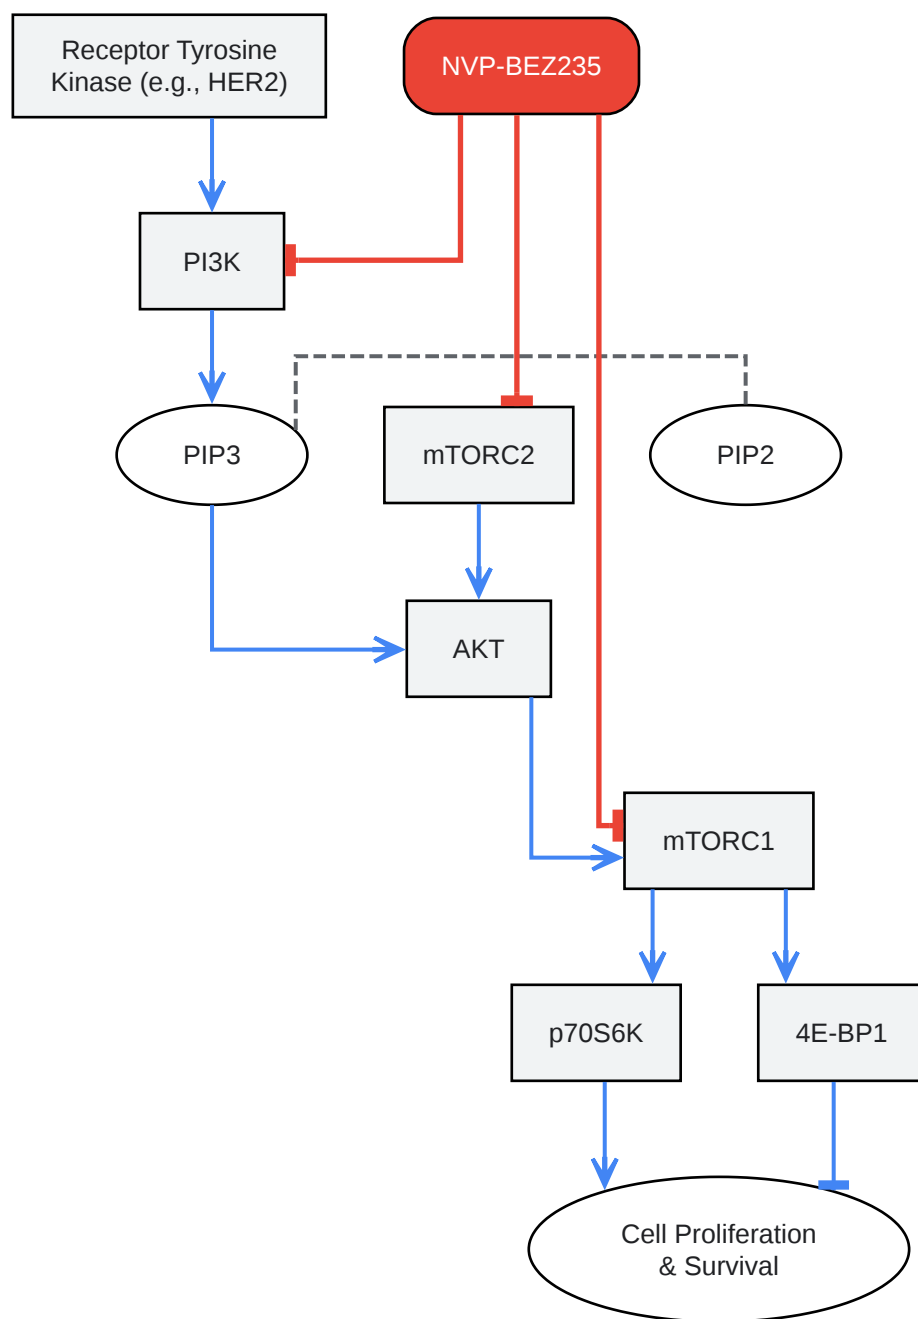 Receptor Tyrosine
Kinase (e.g., HER2)
NVP-BEZ235
PI3K
PIP3
mTORC2
PIP2
AKT
mTORC1
p70S6K
4E-BP1
Cell Proliferation
& Survival